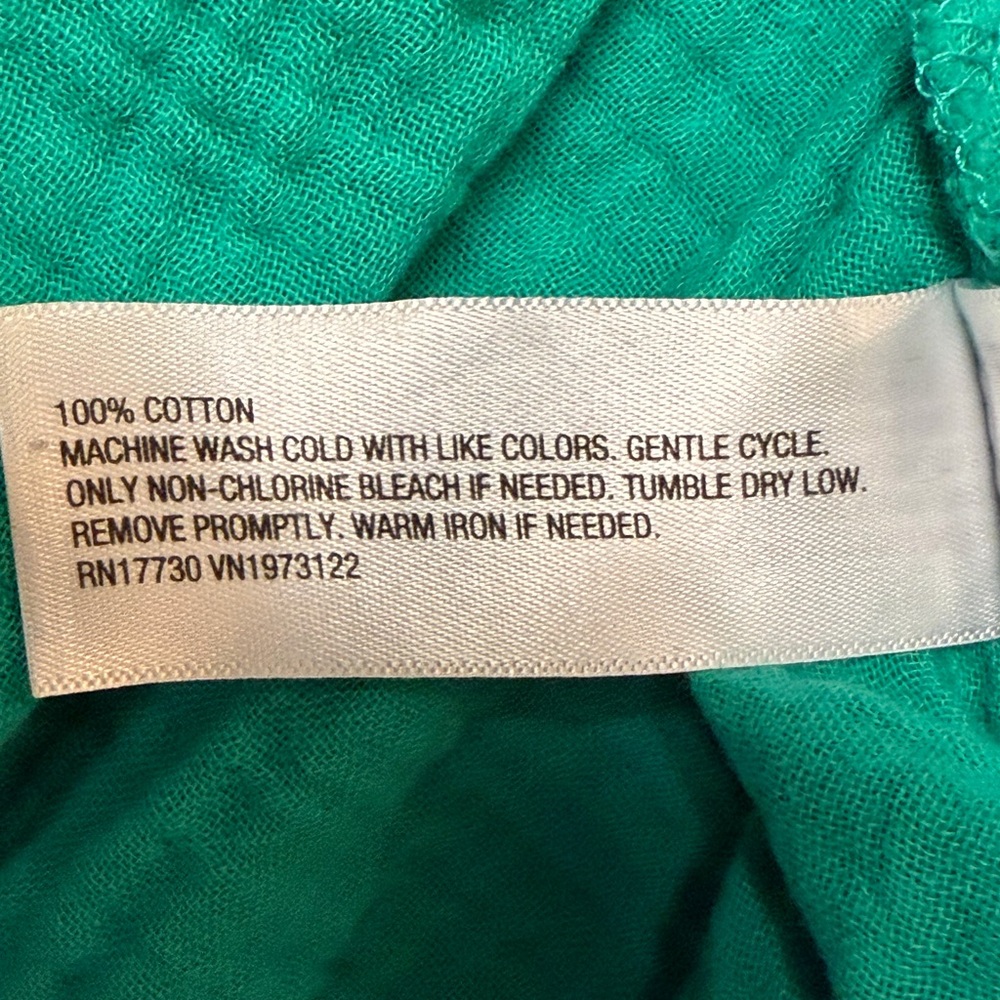 100% COTTON
MACHINE WASH COLD WITH LIKE COLORS. GENTLE CYCLE.
ONLY NON-CHLORINE BLEACH IF NEEDED. TUMBLE DRY LOW.
REMOVE PROMPTLY. WARM IRON IF NEEDED.
RN17730 VN1973122